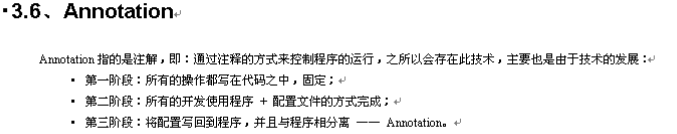 ▪3.6、Annotation
Annotation 指的是注解，即：通过注释的方式来控制程序的运行，之所以会存在此技术，主要也是由于技术的发展：
• 第一阶段：所有的操作都写在代码之中，固定；
• 第二阶段：所有的开发使用程序 + 配置文件的方式完成；
• 第三阶段：将配置写回到程序，并且与程序相分离 —— Annotation。